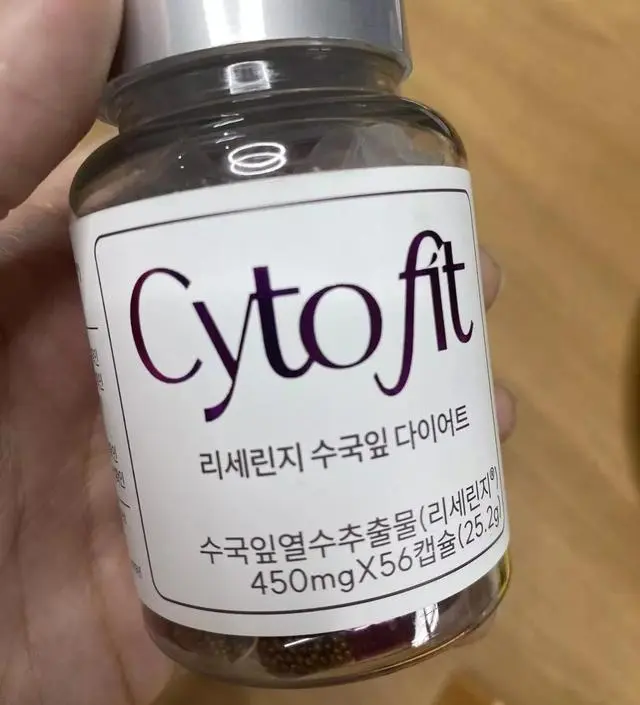 Cytofit
리세린지 수국잎 다이어트
수국잎열수추출물(리세린지®)
450mgX56캡슐(25.2g)